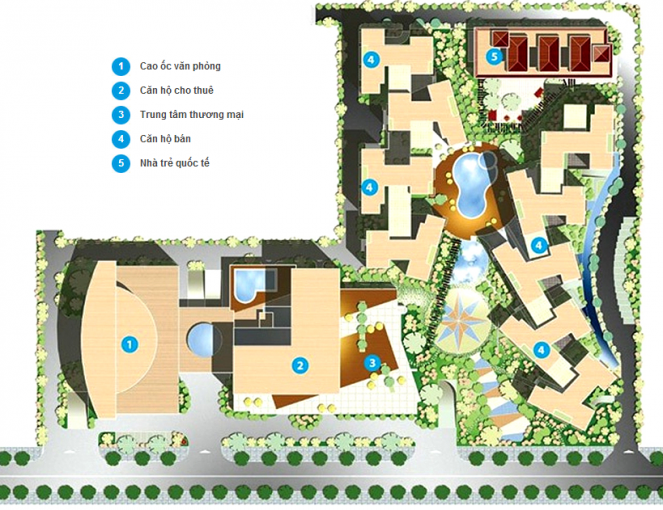 1 Cao ốc văn phỏng
2 Căn hộ cho thuê
3 Trung tâm thương mại
4 Căn hộ bán
5 Nhà trẻ quốc tế
4
5
4
4
1
2
3
4